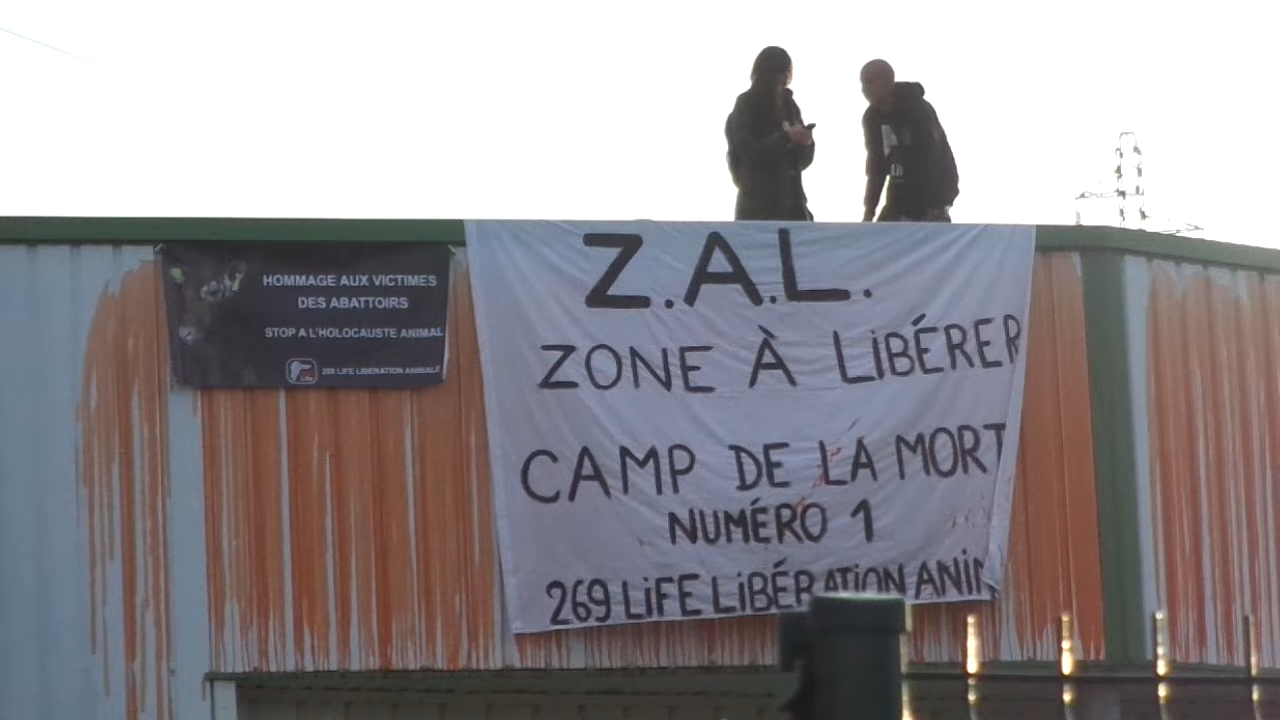 HOMMAGE AUX VICTIMES
DES ABATTOIRS
STOP A L'HOLOCAUSTE ANIMAL
269 LIFE LIBERATION ANIMALE
Z.A.L.
ZONE À LiBÉRER
CAMP DE LA MORT
NUMÉRO 1
269 LiFE LiBÉRATION ANIM